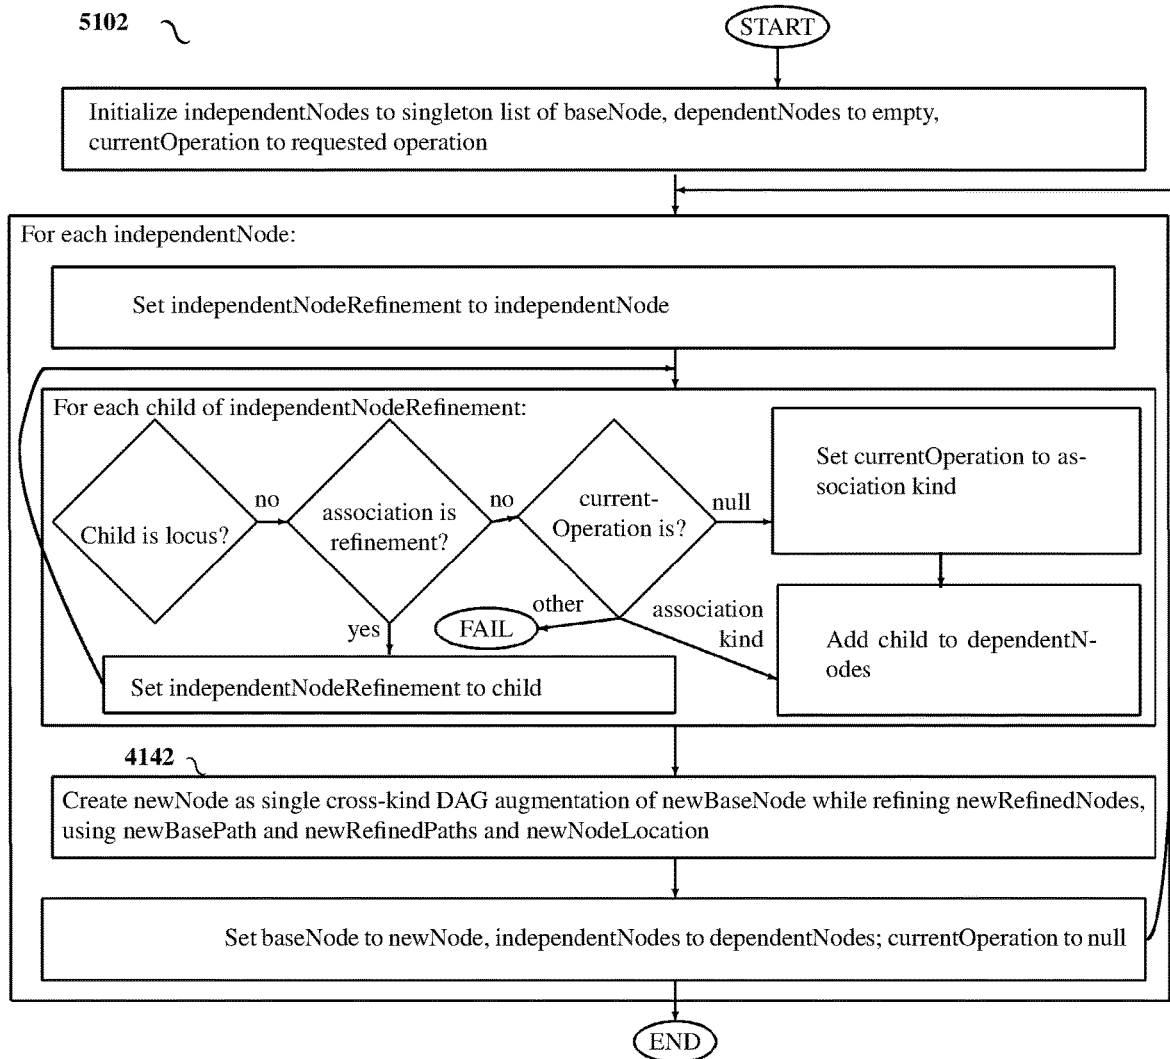 5102
START
Initialize independentNodes to singleton list of baseNode, dependentNodes to empty,
currentOperation to requested operation
For each independentNode:
Set independentNodeRefinement to independentNode
For each child of independentNodeRefinement:
Child is locus?
no
association is
refinement?
no
current-
Operation is?
null
Set currentOperation to as-
sociation kind
yes
other
FAIL
association
kind
Add child to dependentN-
odes
Set independentNodeRefinement to child
4142
Create newNode as single cross-kind DAG augmentation of newBaseNode while refining newRefinedNodes,
using newBasePath and newRefinedPaths and newNodeLocation
Set baseNode to newNode, independentNodes to dependentNodes; currentOperation to null
END